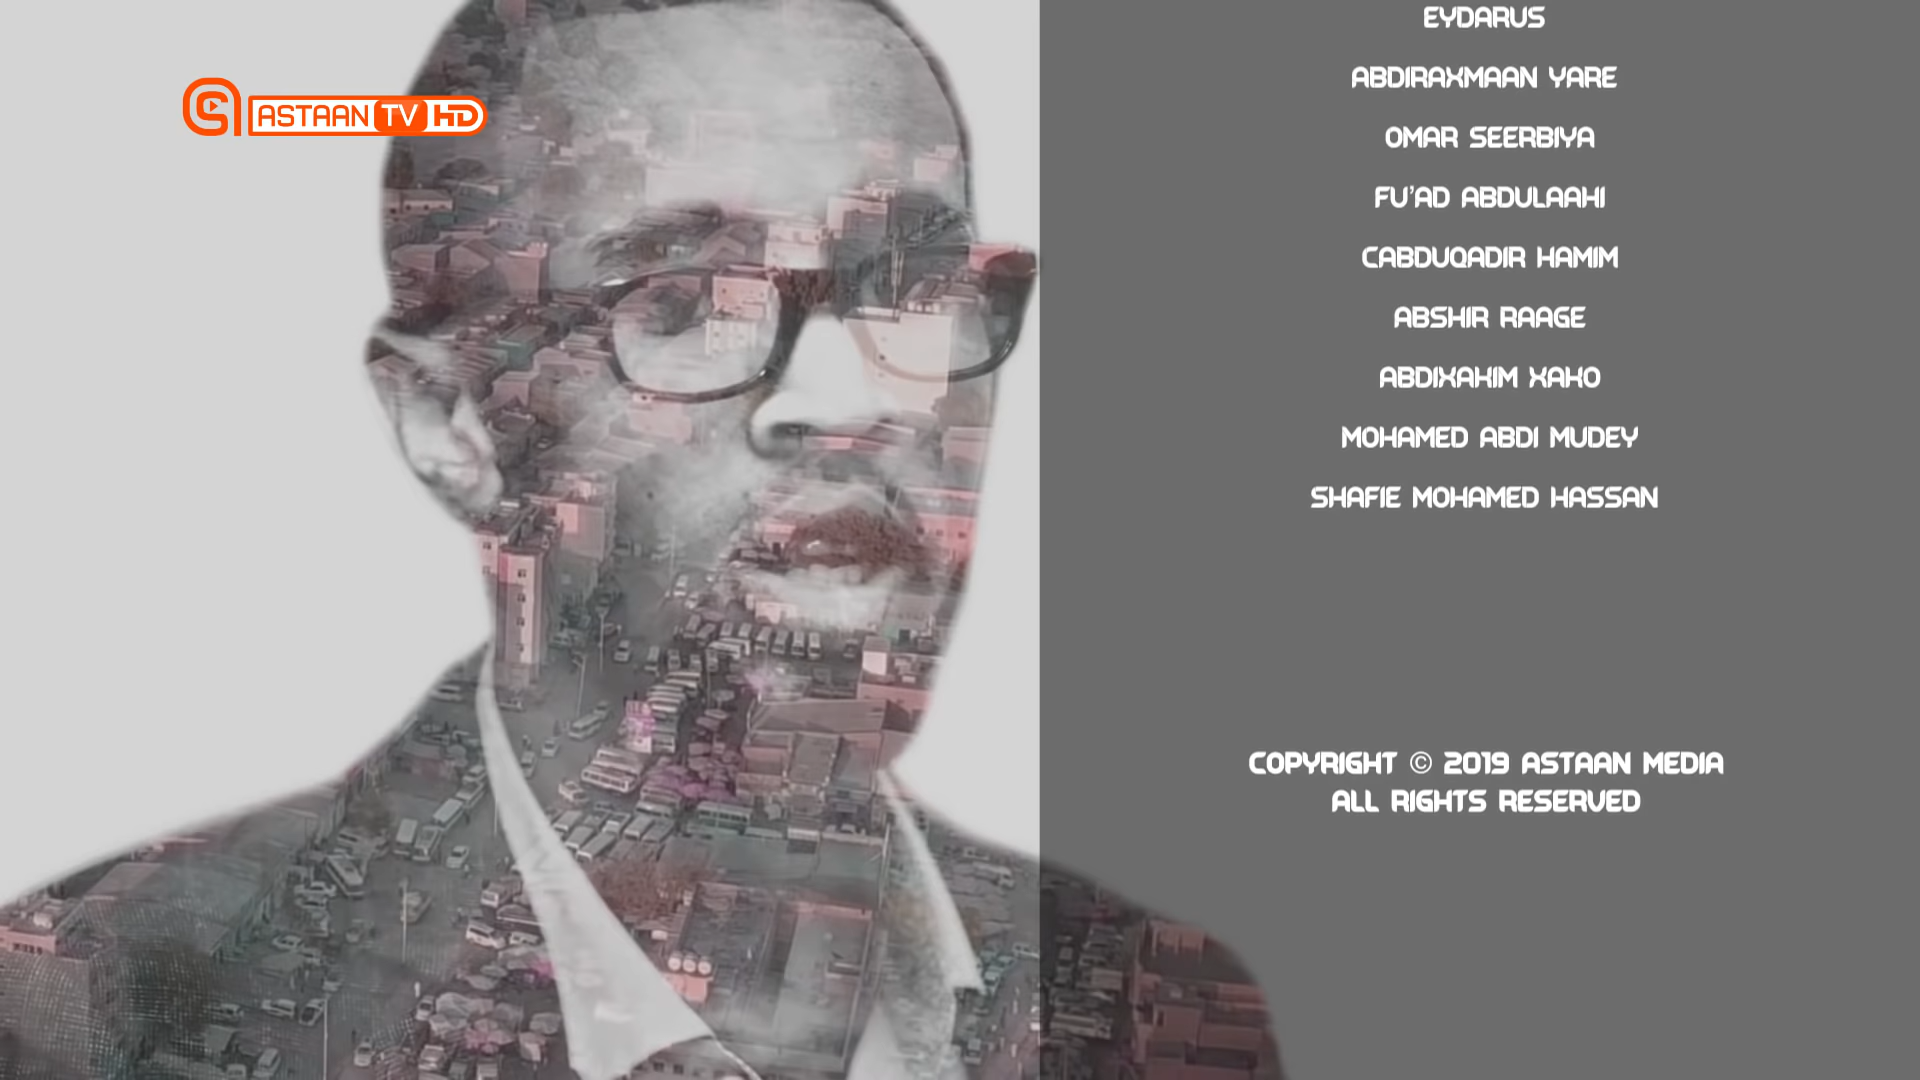 ASTAAN TV HD
EYDARUS
ABDIRAXMAAN YARE
OMAR SEERBIYA
FU'AD ABDULAAHI
CABDUQADIR HAMIM
ABSHIR RAAGE
ABDIXAKIM XAKO
MOHAMED ABDI MUDEY
SHAFIE MOHAMED HASSAN
COPYRIGHT © 2019 ASTAAN MEDIA
ALL RIGHTS RESERVED